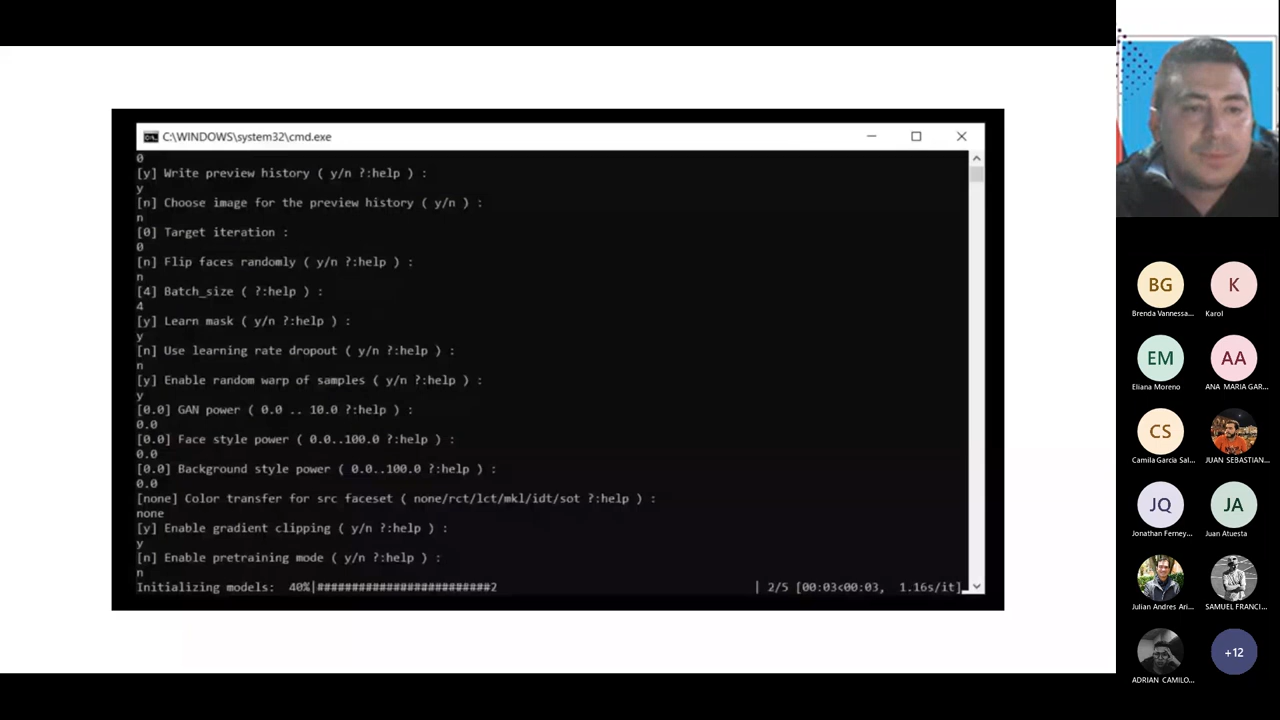 C:\WINDOWS\system32\cmd.exe
0
[y] Write preview history ( y/n ?:help ) :
y
[n] Choose image for the preview history ( y/n ) :
n
[0] Target iteration :
0
[n] Flip faces randomly ( y/n ?:help ) :
n
[4] Batch_size ( ?:help ) :
4
[y] Learn mask ( y/n ?:help ) :
y
[n] Use learning rate dropout ( y/n ?:help ) :
n
[y] Enable random warp of samples ( y/n ?:help ) :
y
[0.0] GAN power ( 0.0 .. 10.0 ?:help ) :
0.0
[0.0] Face style power ( 0.0..100.0 ?:help ) :
0.0
[0.0] Background style power ( 0.0..100.0 ?:help ) :
0.0
[none] Color transfer for src faceset ( none/rct/lct/mkl/idt/sot ?:help ) :
none
[y] Enable gradient clipping ( y/n ?:help ) :
y
[n] Enable pretraining mode ( y/n ?:help ) :
n
Initializing models: 40%|#########################2 | 2/5 [00:03<00:03, 1.16s/it]
BG
Brenda Vannessa...
K
Karol
EM
Eliana Moreno
AA
ANA MARIA GAR...
CS
Camila Garcia Sal...
JUAN SEBASTIAN...
JQ
Jonathan Ferney...
JA
Juan Atuesta
Julian Andres Ari...
SAMUEL FRANCI...
ADRIAN CAMILO...
+12